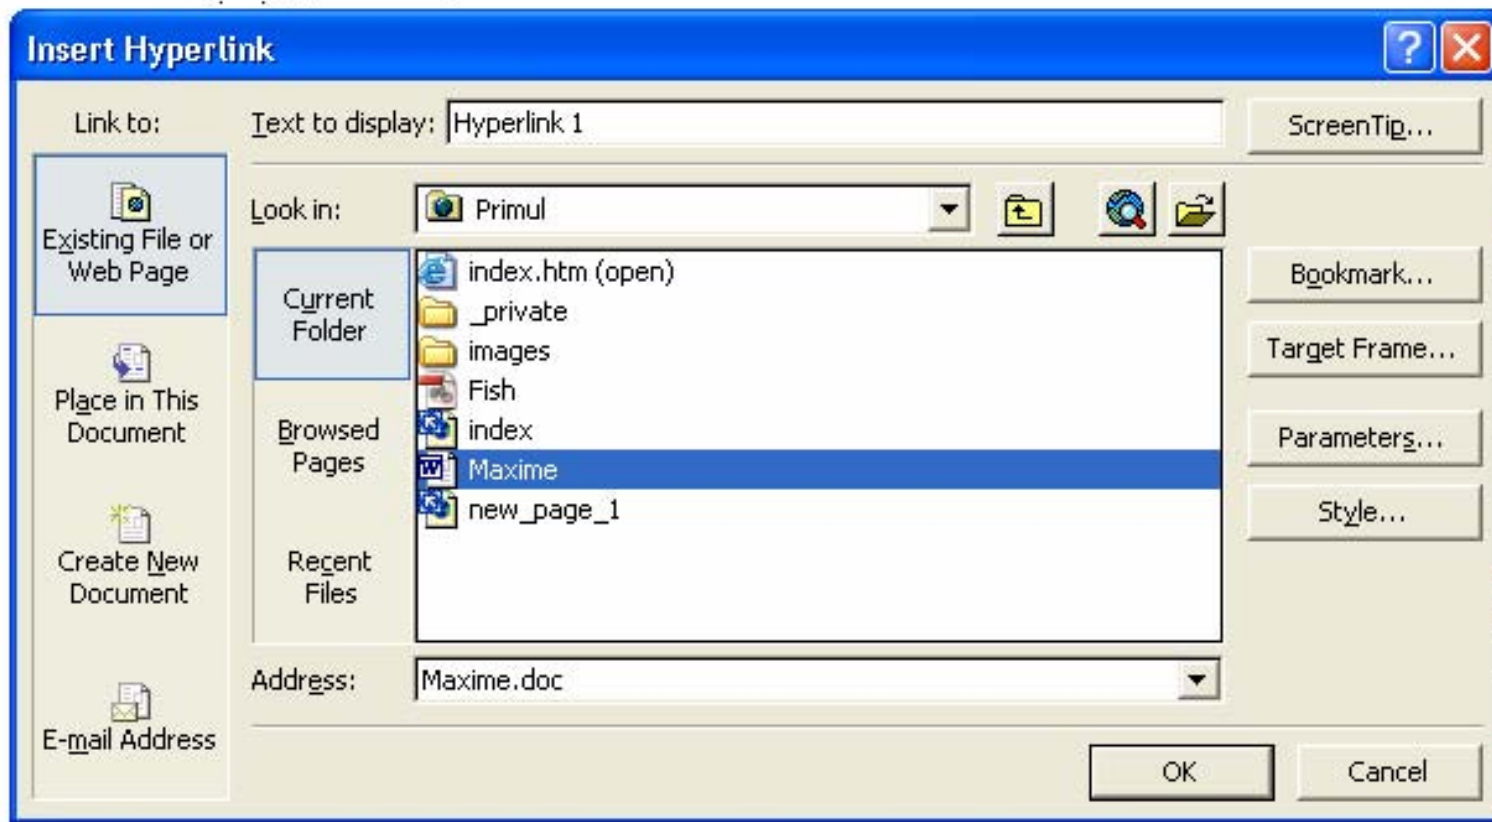 Insert Hyperlink
Link to:
Text to display: Hyperlink 1
ScreenTip...
Existing File or
Web Page
Look in: Primul
Current
Folder
index.htm (open)
_private
images
Fish
index
Maxime
new_page_1
Bookmark...
Target Frame...
Parameters...
Style...
Place in This
Document
Browsed
Pages
Create New
Document
Recent
Files
Address: Maxime.doc
E-mail Address
OK
Cancel